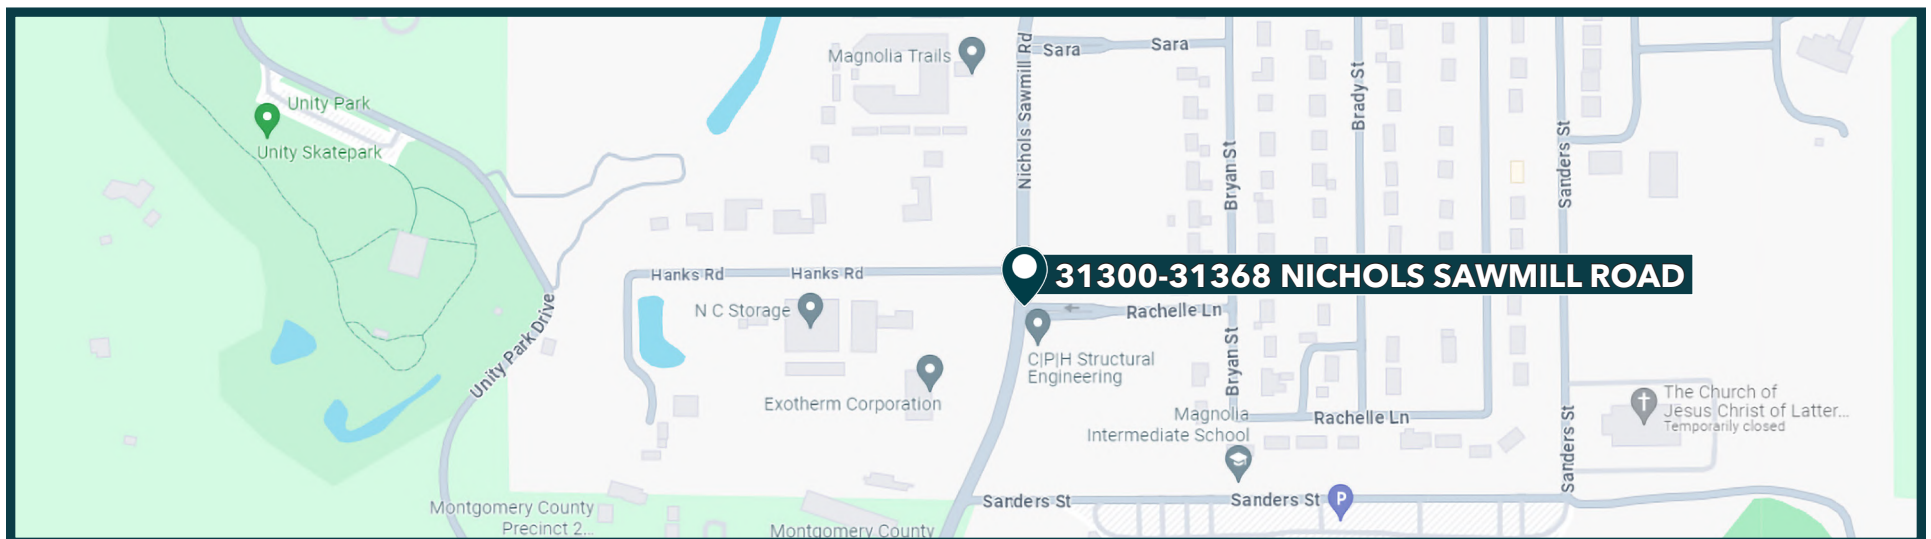 Magnolia Trails
Nichols Sawmill Rd
Sara
Sara
Unity Park
Unity Skatepark
Bryan St
Brady St
Sanders St
Hanks Rd
Hanks Rd
31300-31368 NICHOLS SAWMILL ROAD
N C Storage
Rachelle Ln
Unity Park Drive
C|P|H Structural
Engineering
Bryan St
Exotherm Corporation
Magnolia
Intermediate School
Rachelle Ln
The Church of
Jesus Christ of Latter...
Temporarily closed
Sanders St
Sanders St
Sanders St
P
Montgomery County
Precinct 2...
Montgomery County